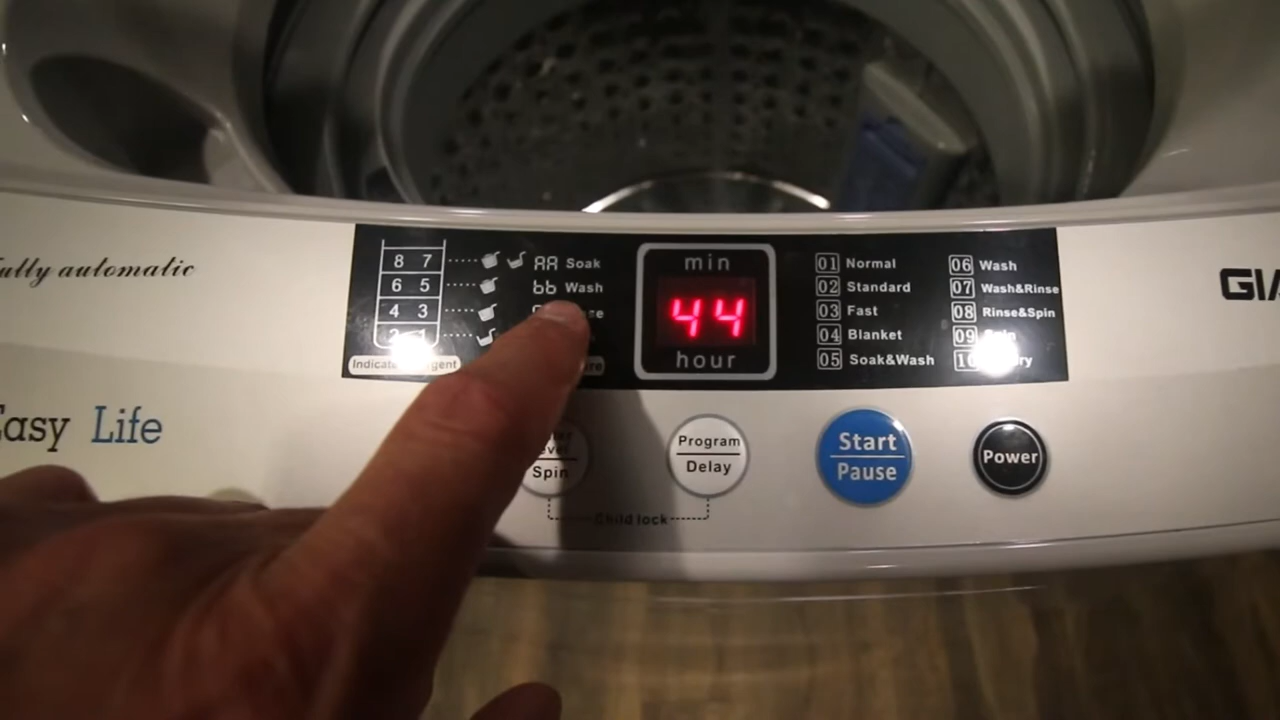 fully automatic
Easy Life
8 7
6 5
4 3
AA Soak
bb Wash
min
44
hour
01 Normal
02 Standard
03 Fast
04 Blanket
05 Soak&Wash
06 Wash
07 Wash&Rinse
08 Rinse&Spin
09 Spin
10
Spin
Program
Delay
Start
Pause
Power
Child lock